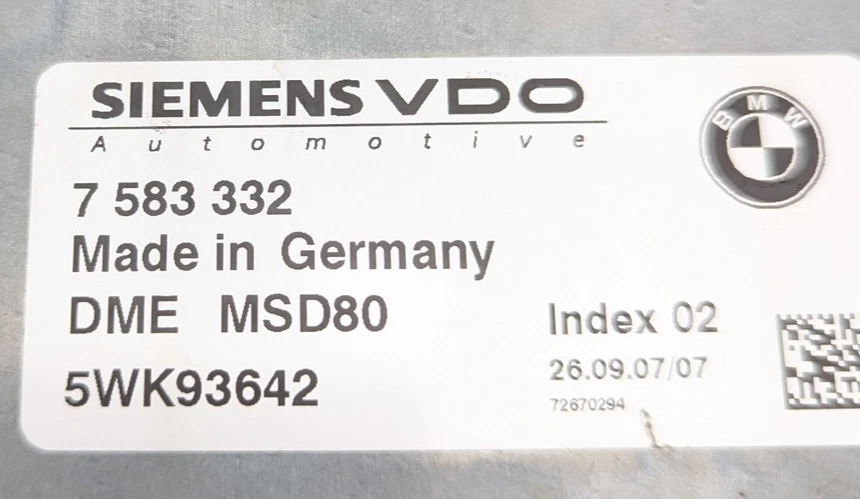 SIEMENS VDO
Automotive
BMW
7 583 332
Made in Germany
DME MSD80
Index 02
5WK93642
26.09.07/07
72670294